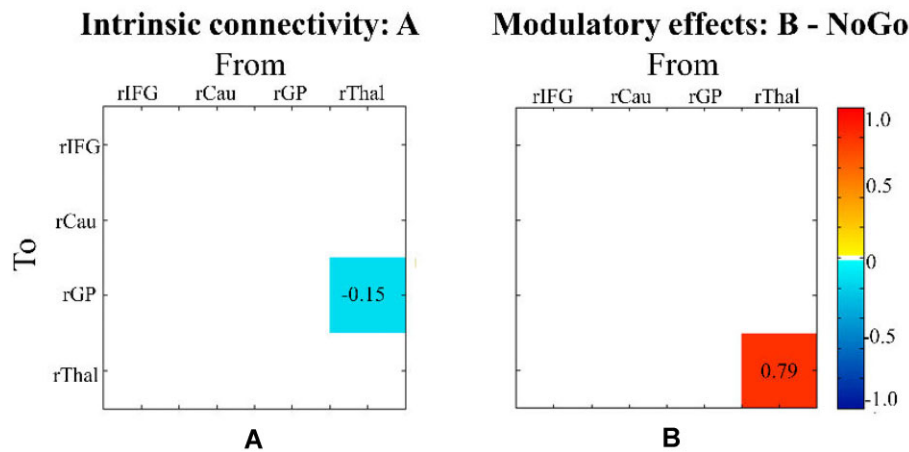 Intrinsic connectivity: A
From
rIFG rCau rGP rThal
rIFG
rCau
To
rGP
-0.15
rThal
A
Modulatory effects: B - NoGo
From
rIFG rCau rGP rThal
0.79
B
1.0
0.5
0
-0.5
-1.0